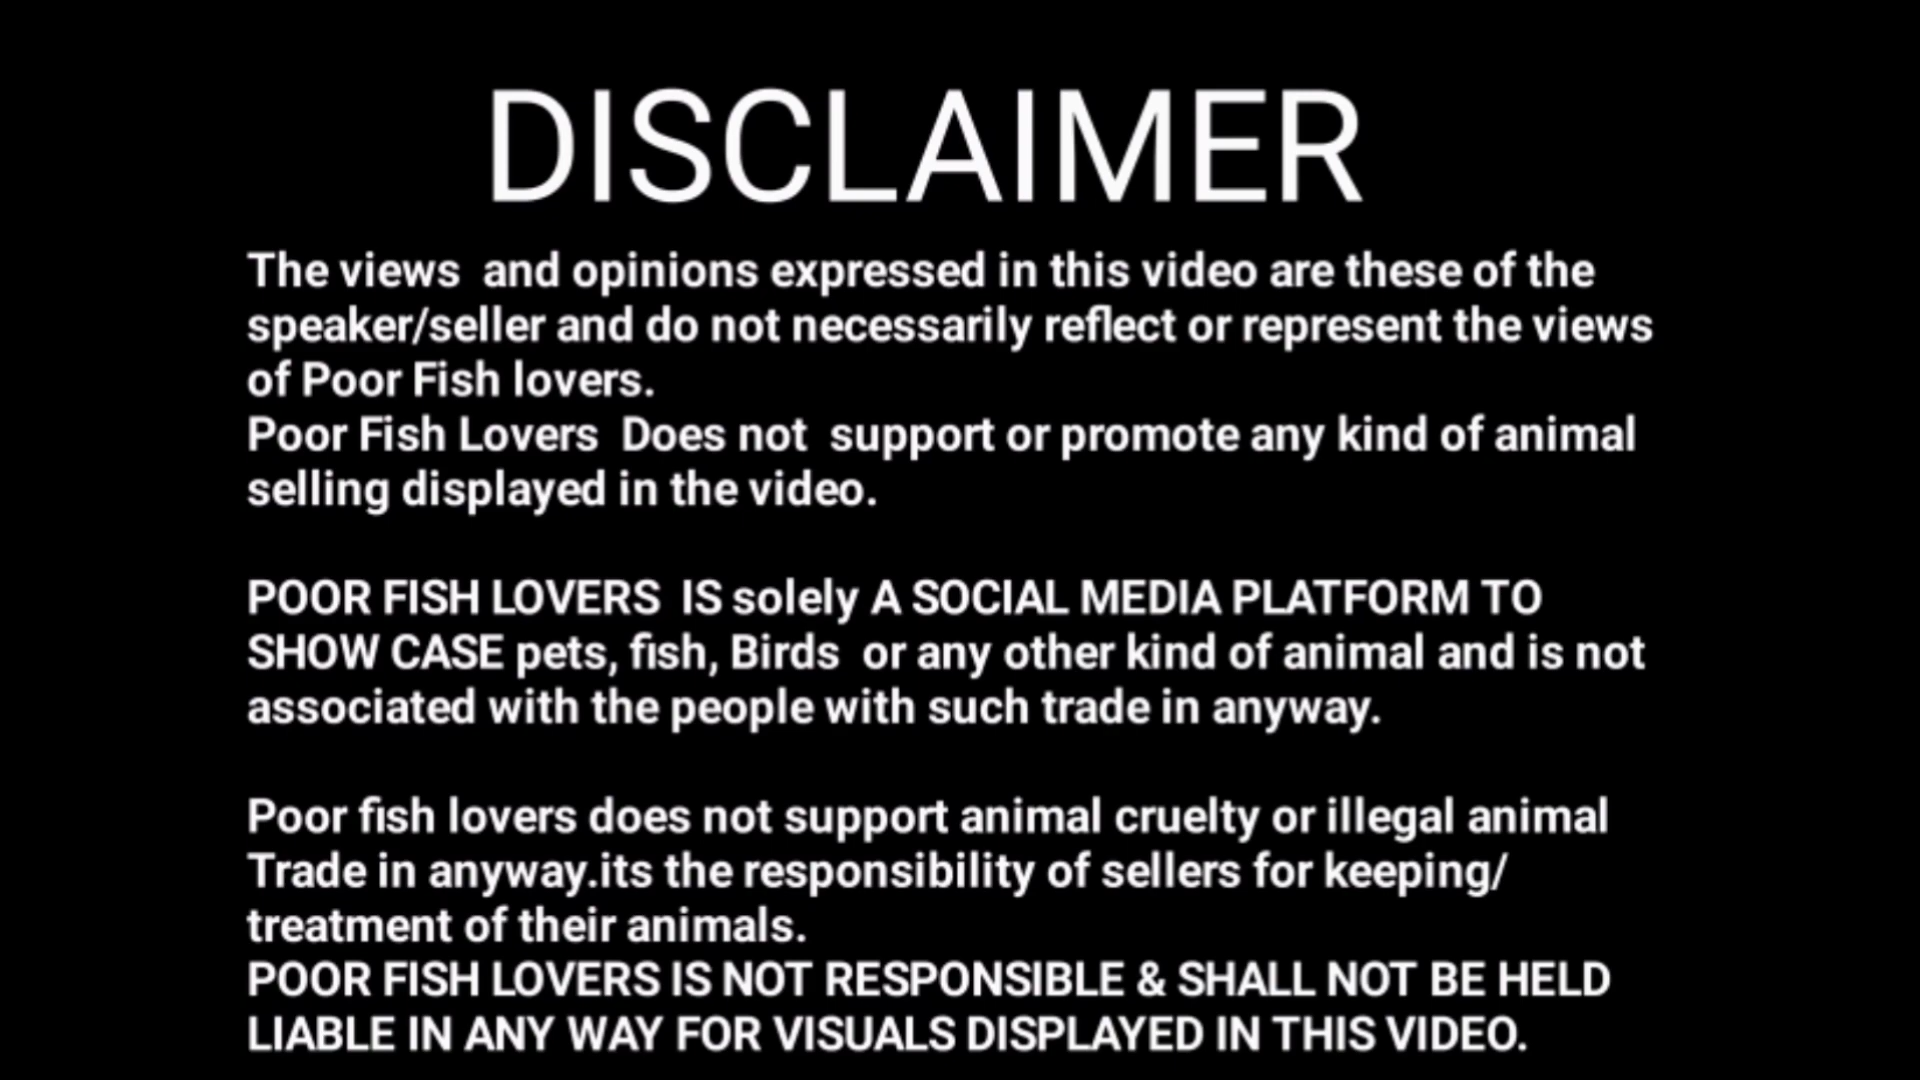 DISCLAIMER
The views  and opinions expressed in this video are these of the
speaker/seller and do not necessarily reflect or represent the views
of Poor Fish lovers.
Poor Fish Lovers  Does not  support or promote any kind of animal
selling displayed in the video.
POOR FISH LOVERS  IS solely A SOCIAL MEDIA PLATFORM TO
SHOW CASE pets, fish, Birds  or any other kind of animal and is not
associated with the people with such trade in anyway.
Poor fish lovers does not support animal cruelty or illegal animal
Trade in anyway.its the responsibility of sellers for keeping/
treatment of their animals.
POOR FISH LOVERS IS NOT RESPONSIBLE & SHALL NOT BE HELD
LIABLE IN ANY WAY FOR VISUALS DISPLAYED IN THIS VIDEO.